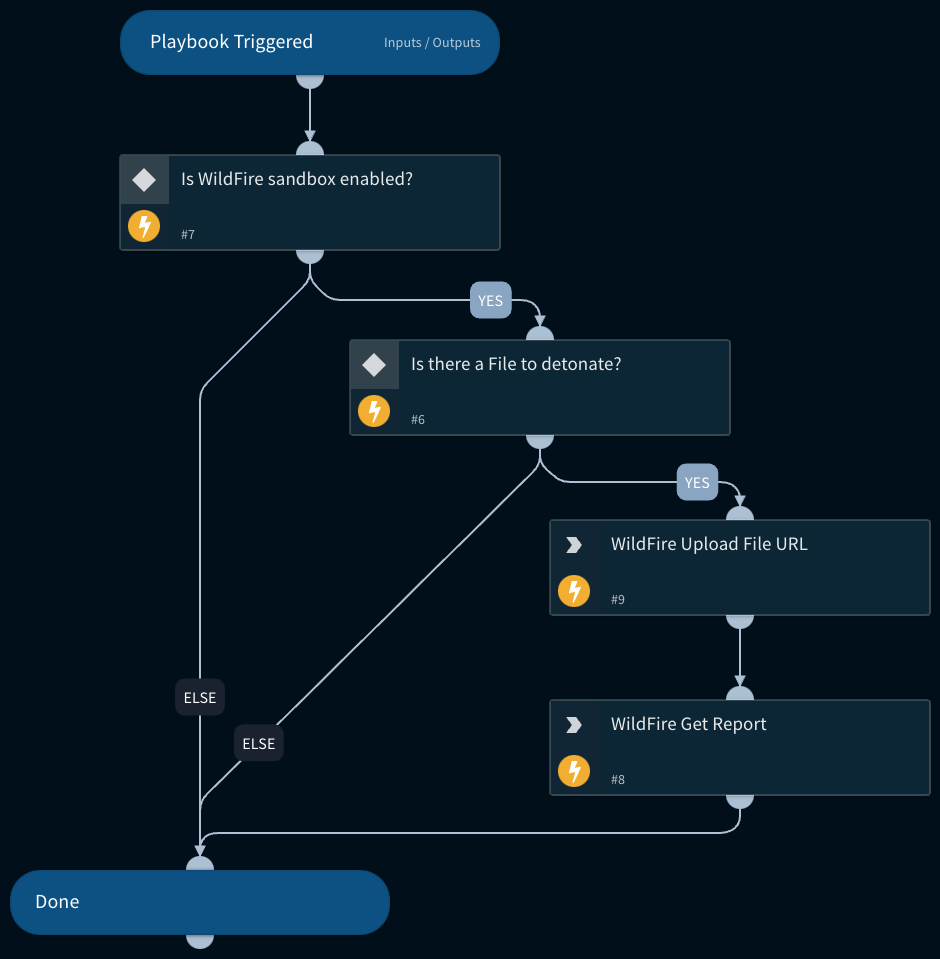 Playbook Triggered Inputs / Outputs
Is WildFire sandbox enabled?
#7
YES
Is there a File to detonate?
#6
YES
WildFire Upload File URL
#9
ELSE
ELSE
WildFire Get Report
#8
Done